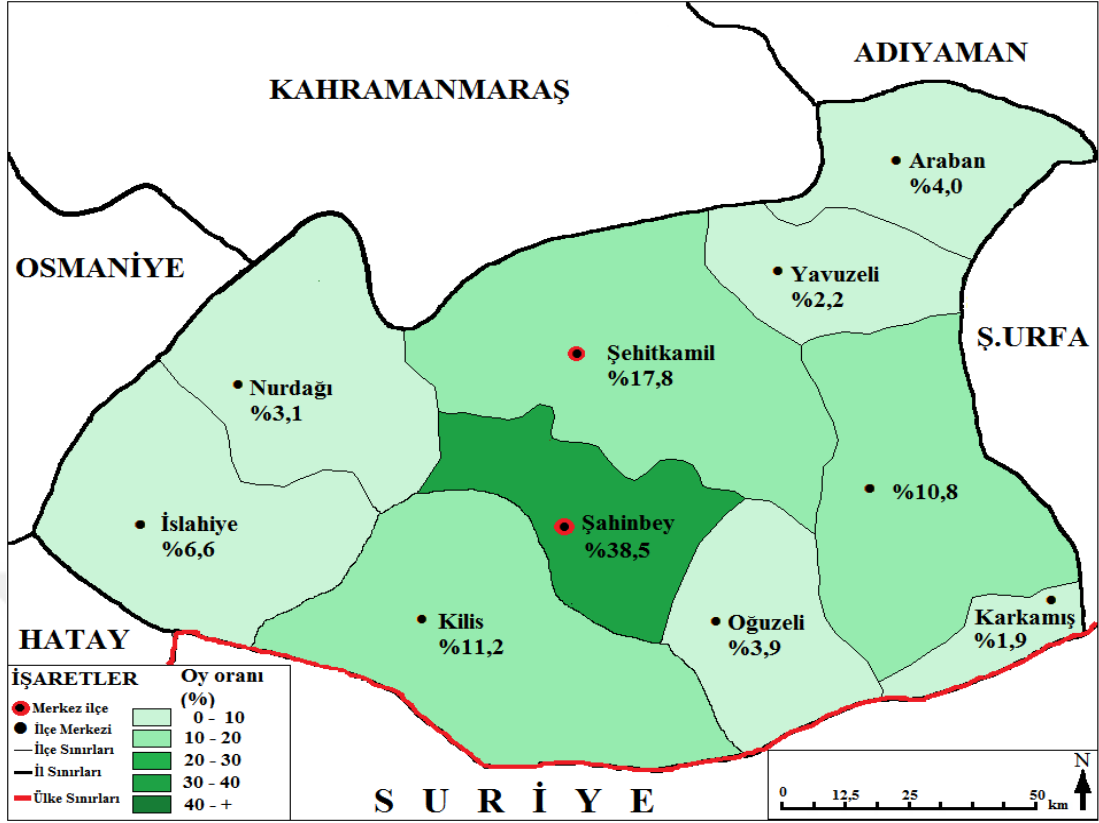 ADIYAMAN
KAHRAMANMARAŞ
Araban
%4,0
OSMANİYE
Yavuzeli
%2,2
Ş.URFA
Şehitkamil
%17,8
Nurdağı
%3,1
%10,8
İslahiye
%6,6
Şahinbey
%38,5
Kilis
%11,2
Oğuzeli
%3,9
Karkamış
%1,9
HATAY
İŞARETLER
Merkez ilçe
İlçe Merkezi
İlçe Sınırları
İl Sınırları
Ülke Sınırları
Oy oranı
(%)
0 - 10
10 - 20
20 - 30
30 - 40
40 - +
S U R İ Y E
N
0 12,5 25 50
km